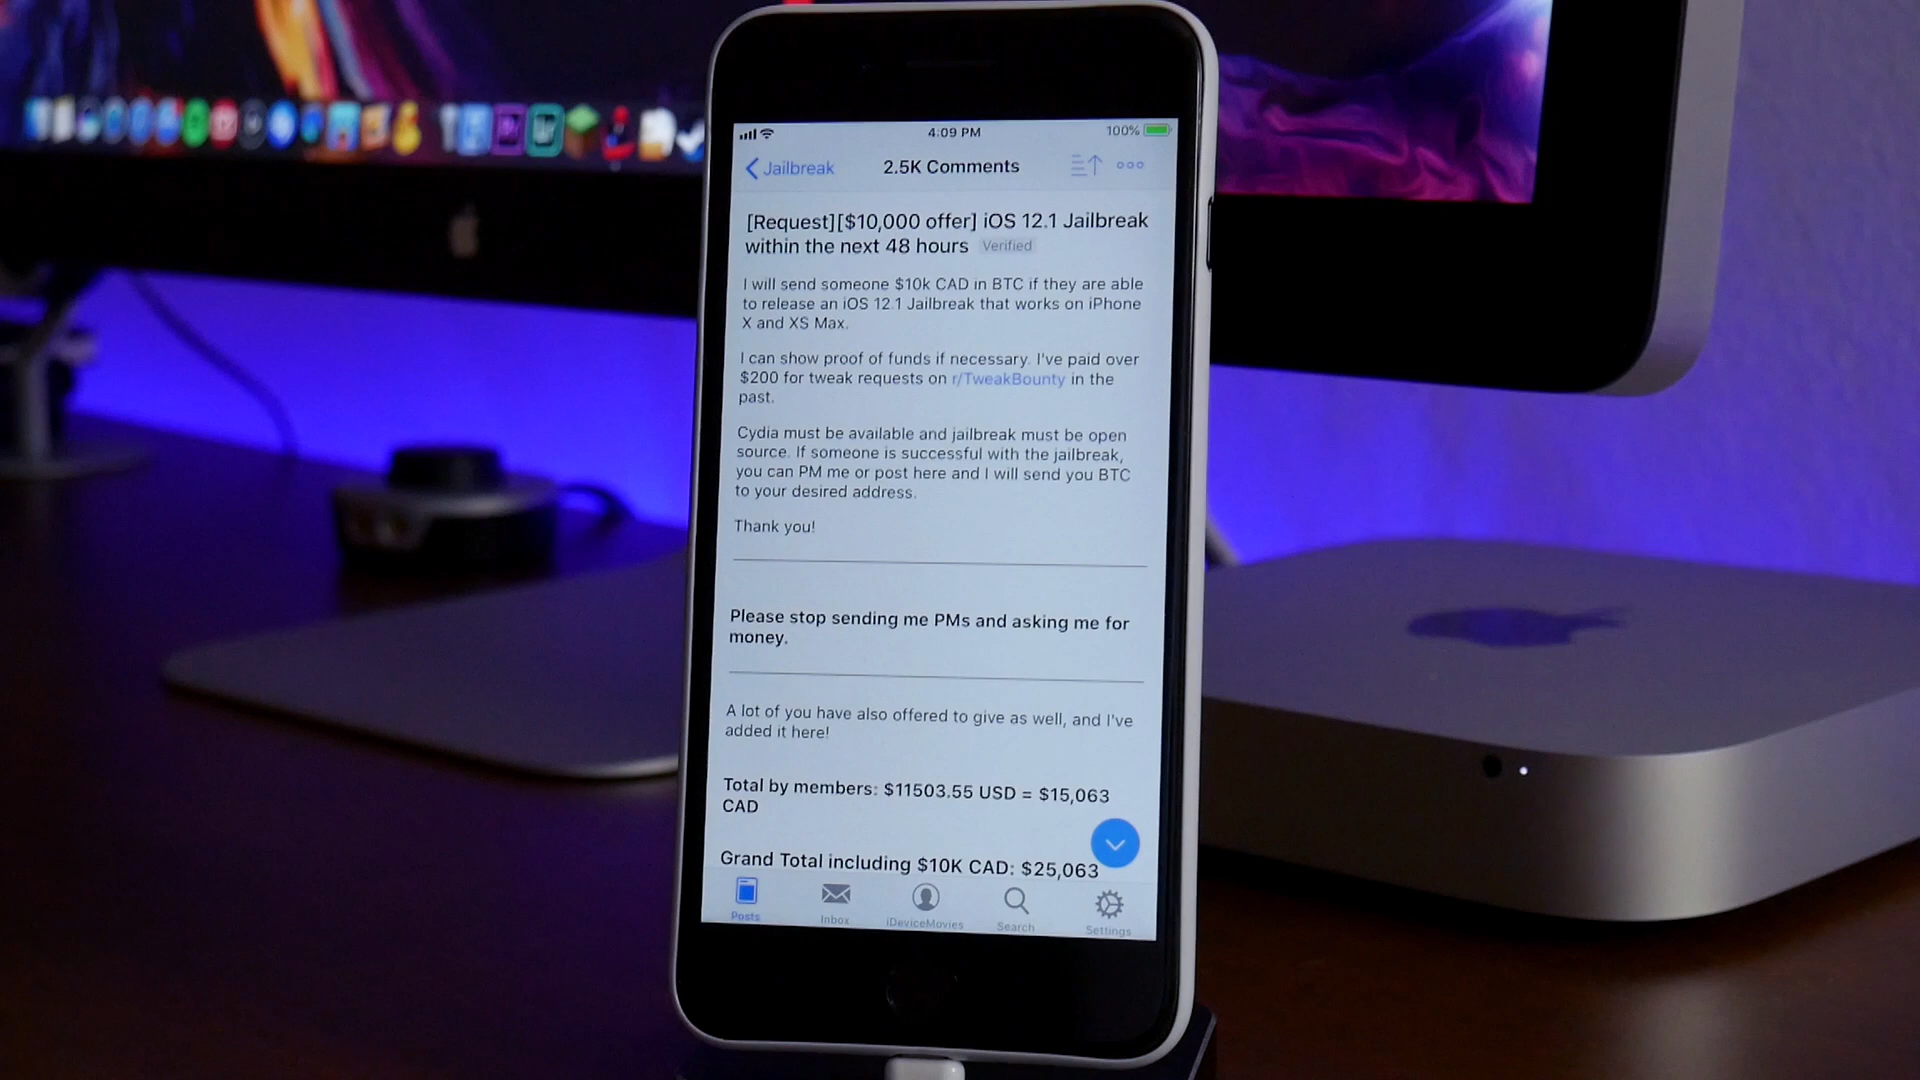 4:09 PM
100%
Jailbreak
2.5K Comments
[Request][$10,000 offer] iOS 12.1 Jailbreak
within the next 48 hours Verified
I will send someone $10k CAD in BTC if they are able
to release an iOS 12.1 Jailbreak that works on iPhone
X and XS Max.
I can show proof of funds if necessary. I've paid over
$200 for tweak requests on r/TweakBounty in the
past.
Cydia must be available and jailbreak must be open
source. If someone is successful with the jailbreak,
you can PM me or post here and I will send you BTC
to your desired address.
Thank you!
Please stop sending me PMs and asking me for
money.
A lot of you have also offered to give as well, and I've
added it here!
Total by members: $11503.55 USD = $15,063
CAD
Grand Total including $10K CAD: $25,063
Posts
Inbox
iDeviceMovies
Search
Settings